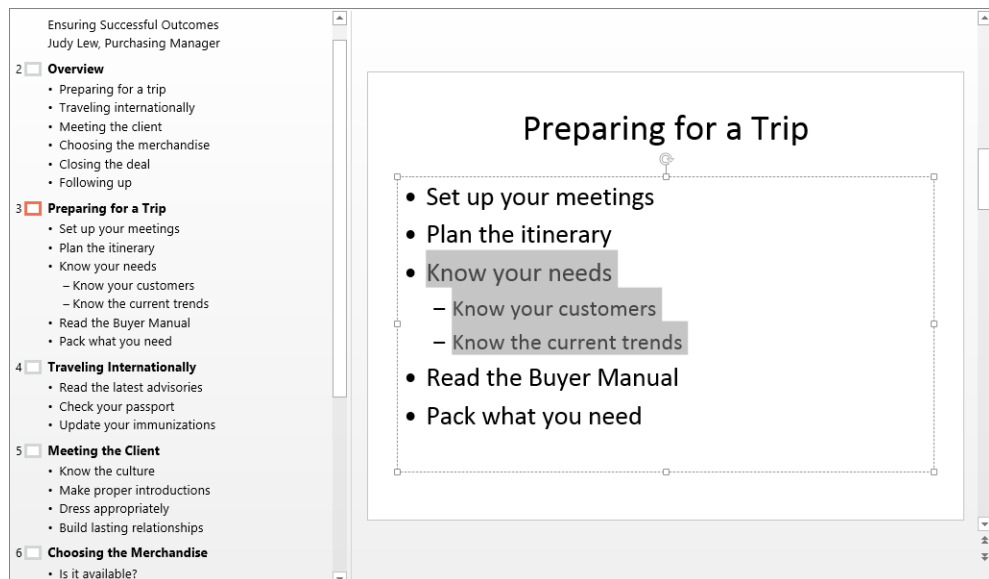 Ensuring Successful Outcomes
Judy Lew, Purchasing Manager
2 Overview
• Preparing for a trip
• Traveling internationally
• Meeting the client
• Choosing the merchandise
• Closing the deal
• Following up
3 Preparing for a Trip
• Set up your meetings
• Plan the itinerary
• Know your needs
– Know your customers
– Know the current trends
• Read the Buyer Manual
• Pack what you need
4 Traveling Internationally
• Read the latest advisories
• Check your passport
• Update your immunizations
5 Meeting the Client
• Know the culture
• Make proper introductions
• Dress appropriately
• Build lasting relationships
6 Choosing the Merchandise
• Is it available?
Preparing for a Trip
• Set up your meetings
• Plan the itinerary
• Know your needs
– Know your customers
– Know the current trends
• Read the Buyer Manual
• Pack what you need